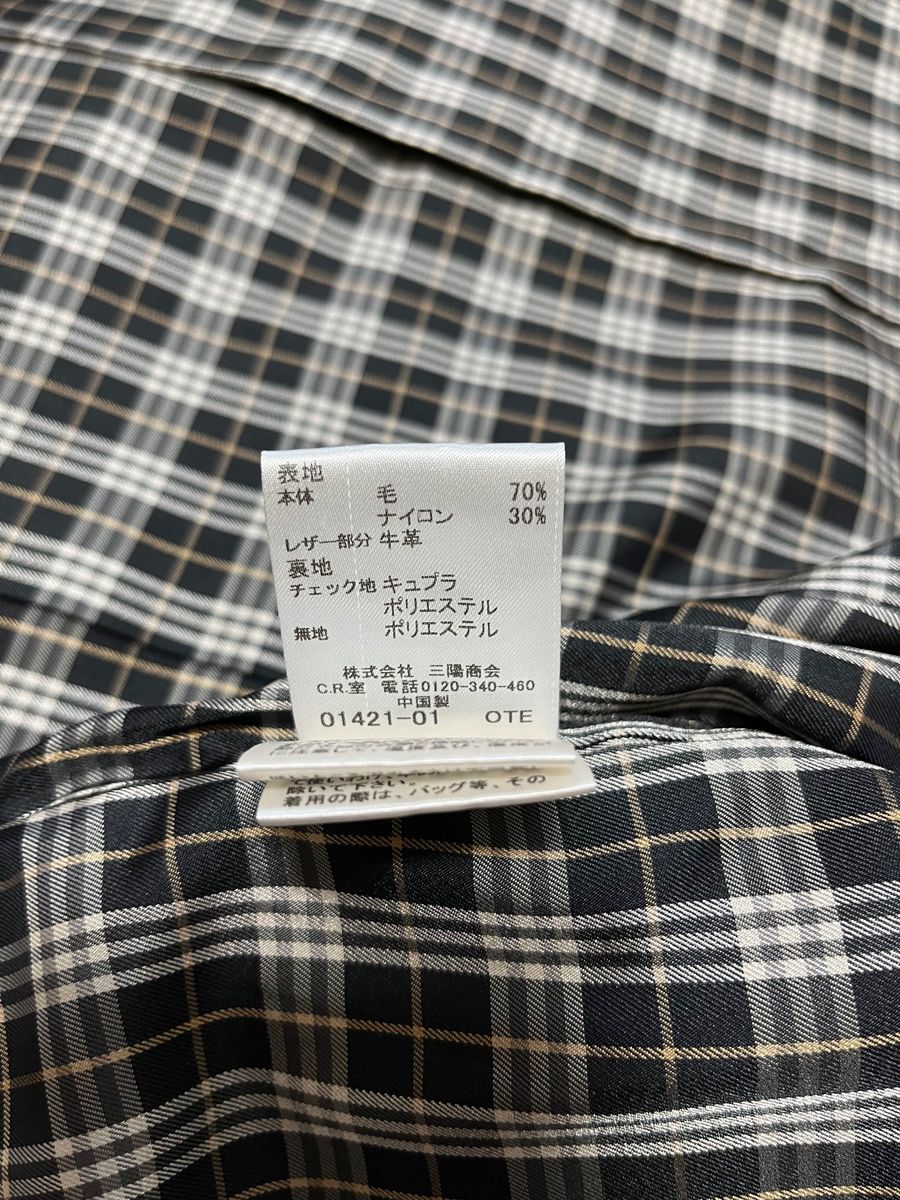 表地
本体 毛 70%
ナイロン 30%
レザー部分 牛革
裏地
チェック地 キュプラ
ポリエステル
無地 ポリエステル
株式会社 三陽商会
C.R.室 電話0120-340-460
中国製
01421-01 OTE
除いて下さい。
着用の際は、バッグ等、その